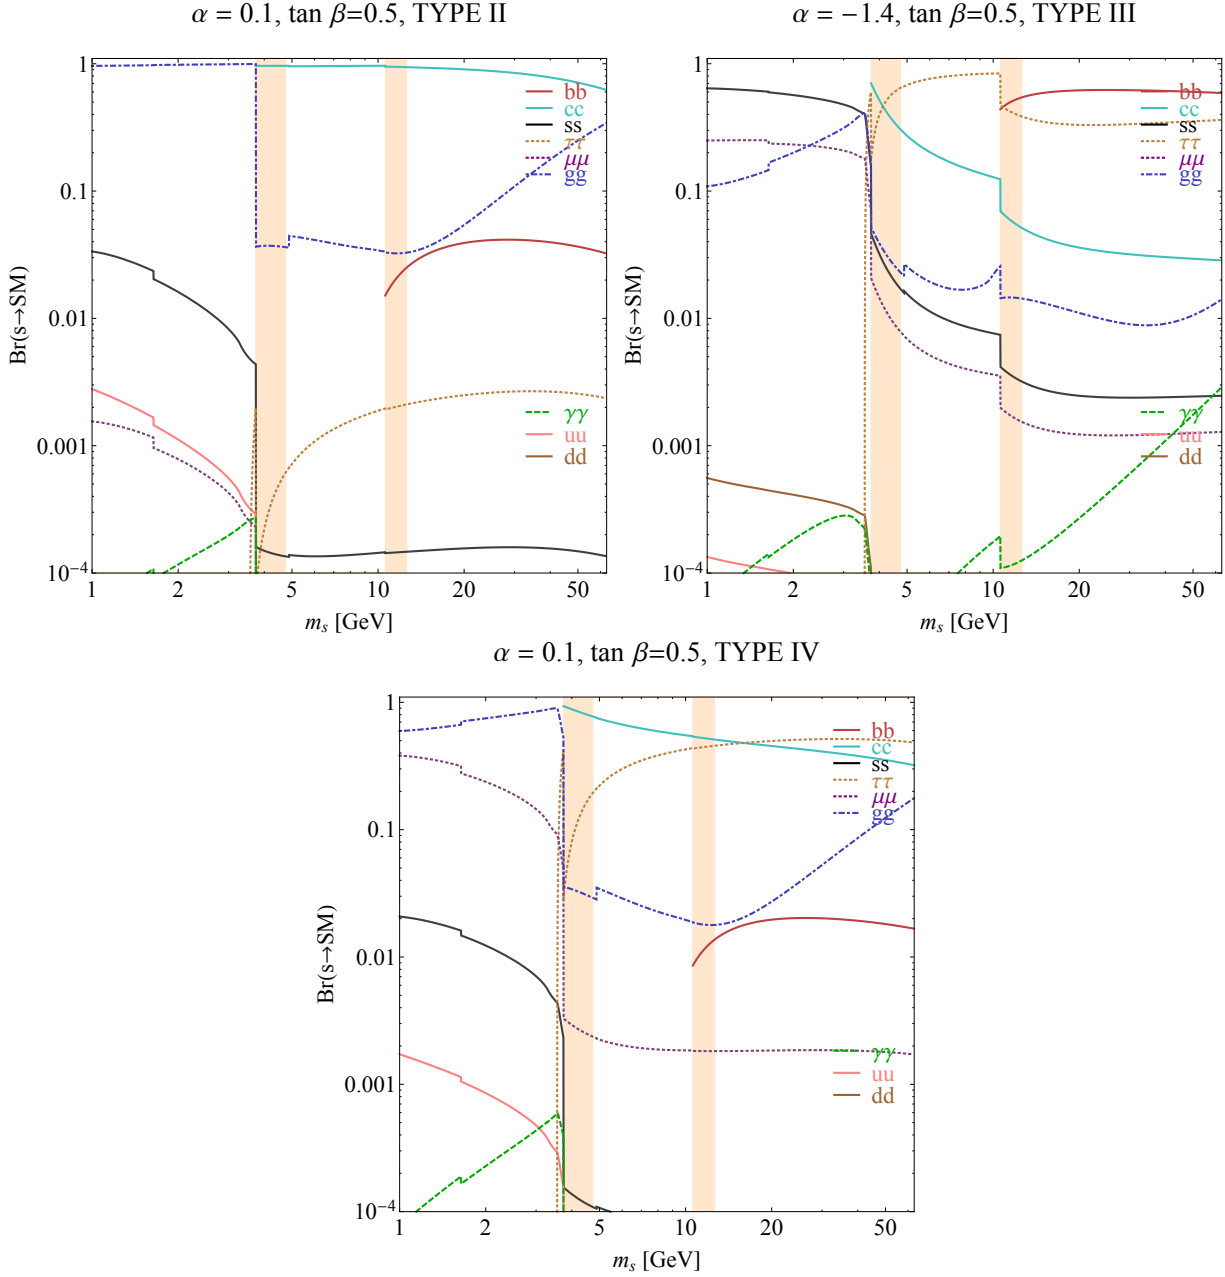 α = 0.1, tan β=0.5, TYPE II
1
0.1
0.01
0.001
10⁻⁴
Br(s→SM)
bb
cc
ss
ττ
μμ
gg
γγ
uu
dd
1 2 5 10 20 50
mₛ [GeV]
α = −1.4, tan β=0.5, TYPE III
1
0.1
0.01
0.001
10⁻⁴
Br(s→SM)
bb
cc
ss
ττ
μμ
gg
γγ
uu
dd
1 2 5 10 20 50
mₛ [GeV]
α = 0.1, tan β=0.5, TYPE IV
1
0.1
0.01
0.001
10⁻⁴
Br(s→SM)
bb
cc
ss
ττ
μμ
gg
γγ
uu
dd
1 2 5 10 20 50
mₛ [GeV]